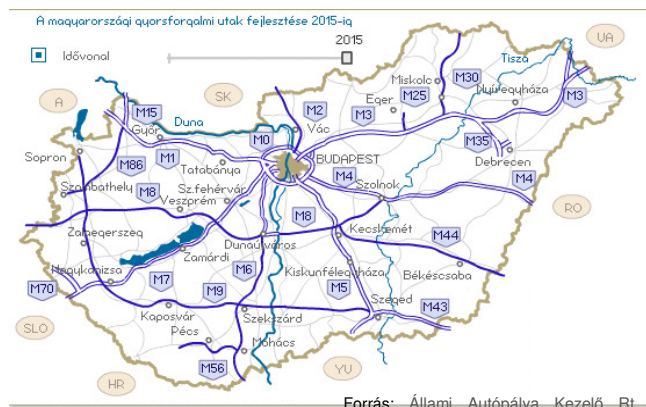 A magyarországi gyorsforgalmi utak fejlesztése 2015-ig
2015
Idővonal
UA
Tisza
Miskolc
M30
SK
A
M15
Duna
M2
M3
Eger
M25
Nyíregyháza
M3
Győr
M0
Vác
M35
Sopron
M86
M1
Tatabánya
BUDAPEST
Debrecen
M4
M4
Szombathely
M8
Sz.fehérvár
Szolnok
Veszprém
RO
M8
Zalaegerszeg
Dunaújváros
Kecskemét
M44
Zamárdi
M6
Kiskunfélegyháza
Békéscsaba
Nagykanizsa
M7
M9
M5
M70
Szeged
M43
Kaposvár
Szekszárd
SLO
Pécs
Mohács
M56
YU
HR
Forrás: Állami Autópálya Kezelő Rt.